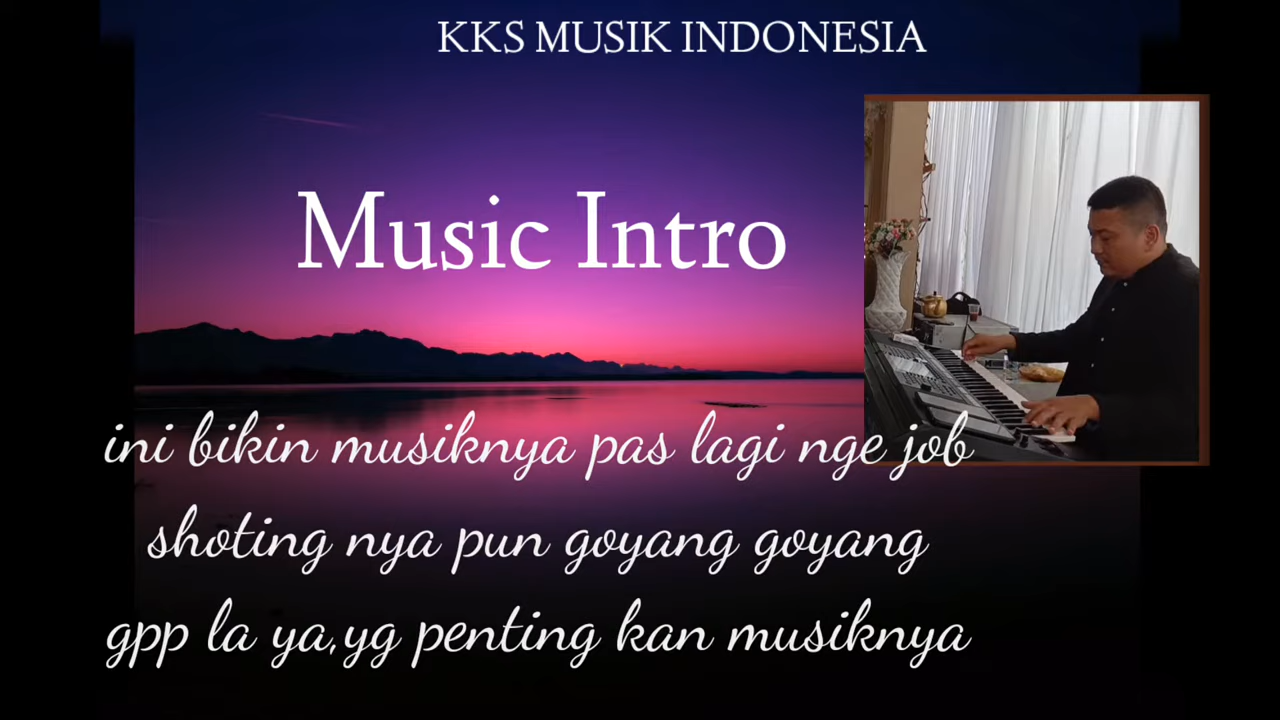 KKS MUSIK INDONESIA
Music Intro
ini bikin musiknya pas lagi nge job
shoting nya pun goyang goyang
gpp la ya,yg penting kan musiknya